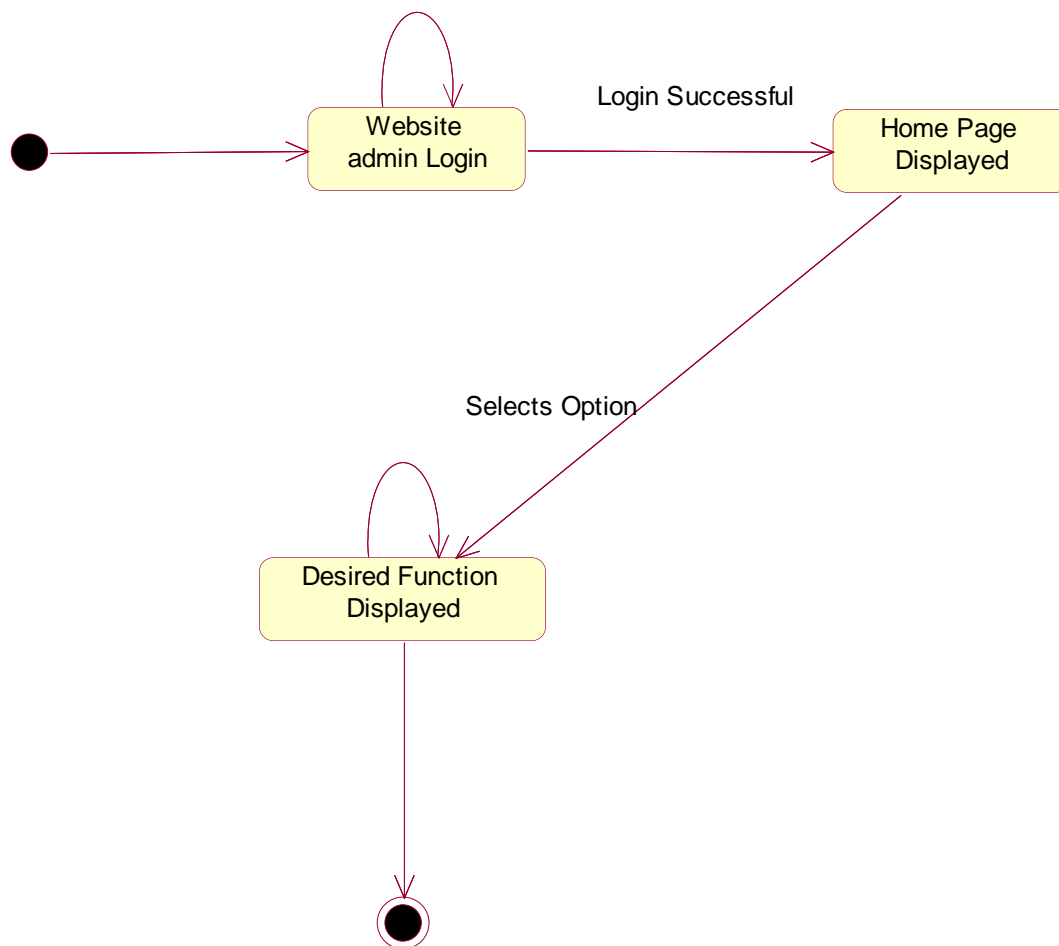 Login Successful
Website
admin Login
Home Page
Displayed
Selects Option
Desired Function
Displayed